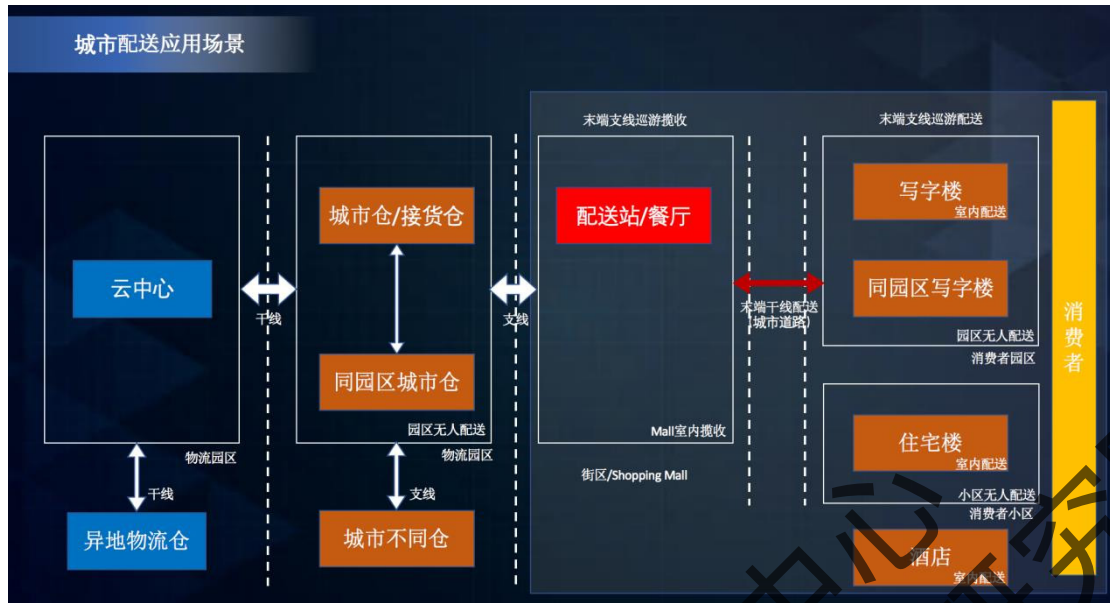 城市配送应用场景
末端支线巡游揽收
末端支线巡游配送
云中心
干线
物流园区
干线
异地物流仓
城市仓/接货仓
同园区城市仓
园区无人配送
物流园区
支线
支线
城市不同仓
配送站/餐厅
Mall室内揽收
街区/Shopping Mall
末端干线配送
(城市道路)
写字楼
室内配送
同园区写字楼
园区无人配送
消费者园区
住宅楼
室内配送
小区无人配送
消费者小区
酒店
室内配送
消费者
中心